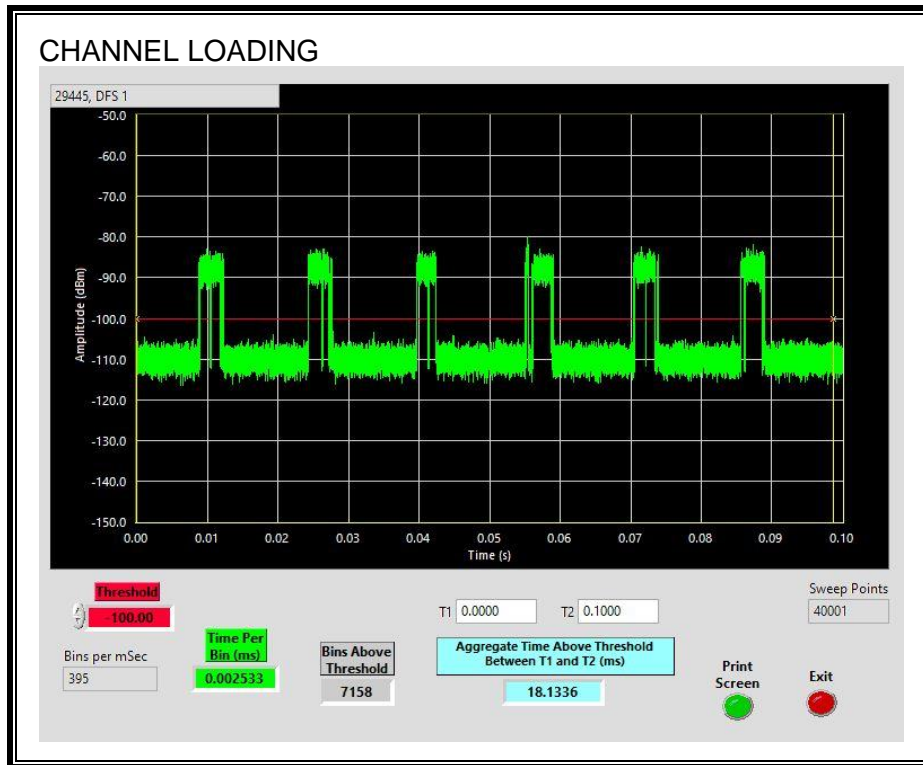 CHANNEL LOADING
29445, DFS 1
-50.0
-60.0
-70.0
-80.0
-90.0
-100.0
-110.0
-120.0
-130.0
-140.0
-150.0
Amplitude (dBm)
0.00 0.01 0.02 0.03 0.04 0.05 0.06 0.07 0.08 0.09 0.10
Time (s)
Threshold
-100.00
Bins per mSec
395
Time Per
Bin (ms)
0.002533
Bins Above
Threshold
7158
T1 0.0000 T2 0.1000
Aggregate Time Above Threshold
Between T1 and T2 (ms)
18.1336
Sweep Points
40001
Print
Screen
Exit